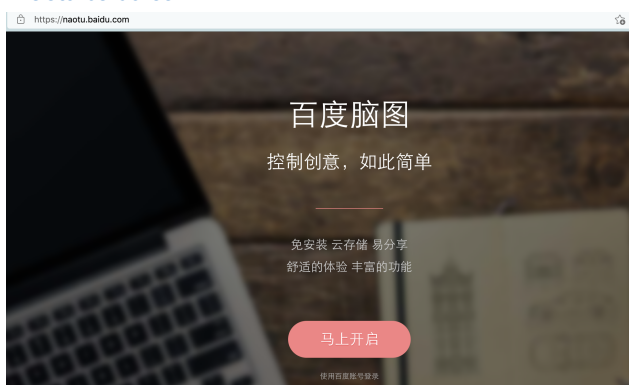 https://naotu.baidu.com
百度脑图
控制创意，如此简单
免安装 云存储 易分享
舒适的体验 丰富的功能
马上开启
使用百度账号登录